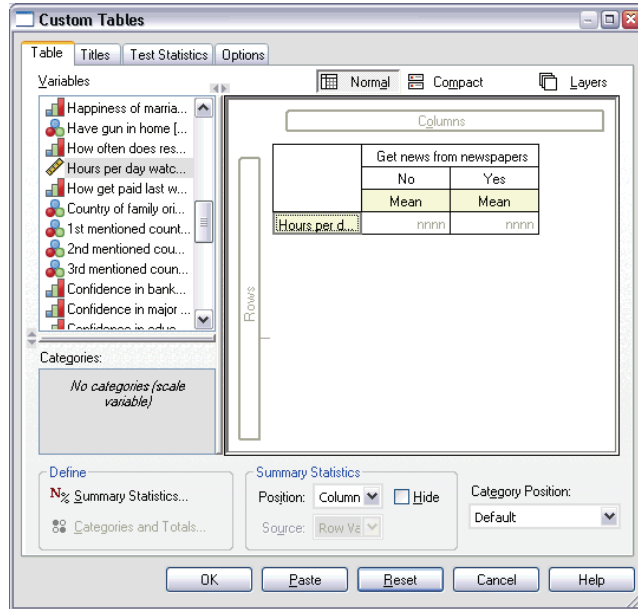 Custom Tables
Table Titles Test Statistics Options
Variables
Normal Compact Layers
Happiness of marria...
Have gun in home [...
How often does res...
Hours per day watc...
How get paid last w...
Country of family ori...
1st mentioned count...
2nd mentioned cou...
3rd mentioned coun...
Confidence in bank...
Confidence in major ...
Confidence in educ...
Columns
Rows
Get news from newspapers
No Yes
Mean Mean
Hours per d... nnnn nnnn
Categories:
No categories (scale
variable)
Define
N% Summary Statistics...
Categories and Totals...
Summary Statistics
Position: Column Hide
Source: Row Va
Category Position:
Default
OK Paste Reset Cancel Help